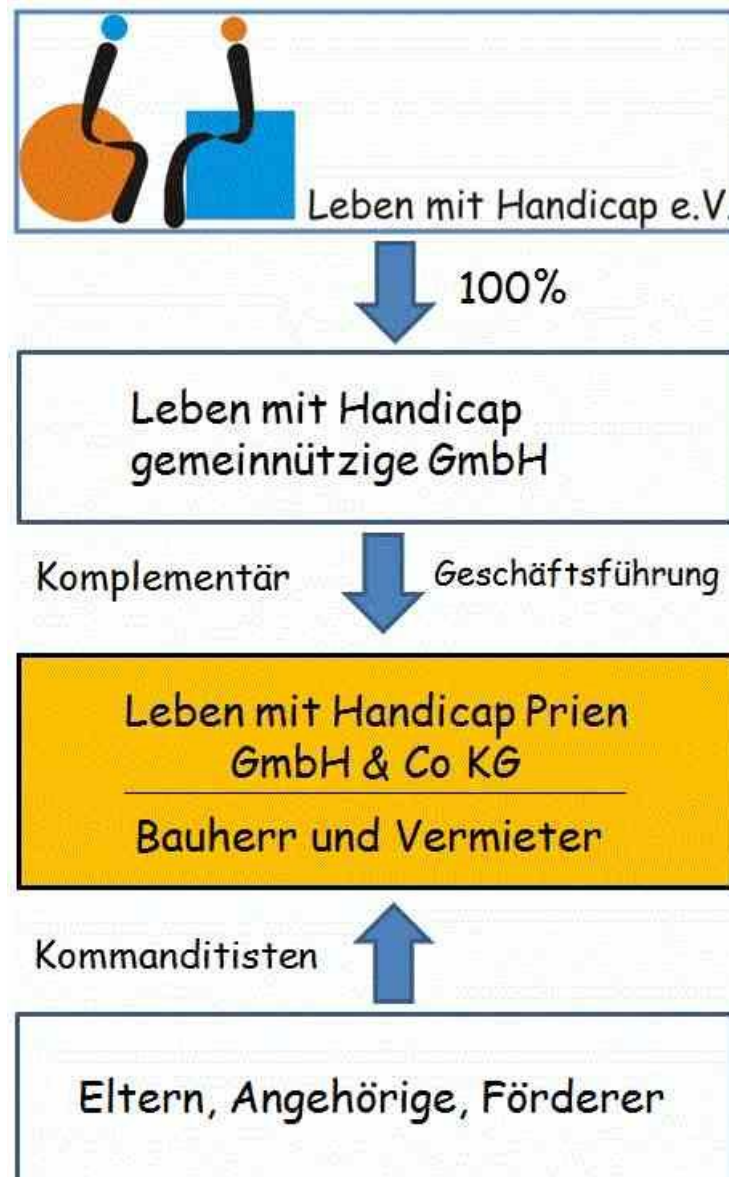 Leben mit Handicap e.V.
100%
Leben mit Handicap
gemeinnützige GmbH
Komplementär
Geschäftsführung
Leben mit Handicap Prien
GmbH & Co KG
Bauherr und Vermieter
Kommanditisten
Eltern, Angehörige, Förderer